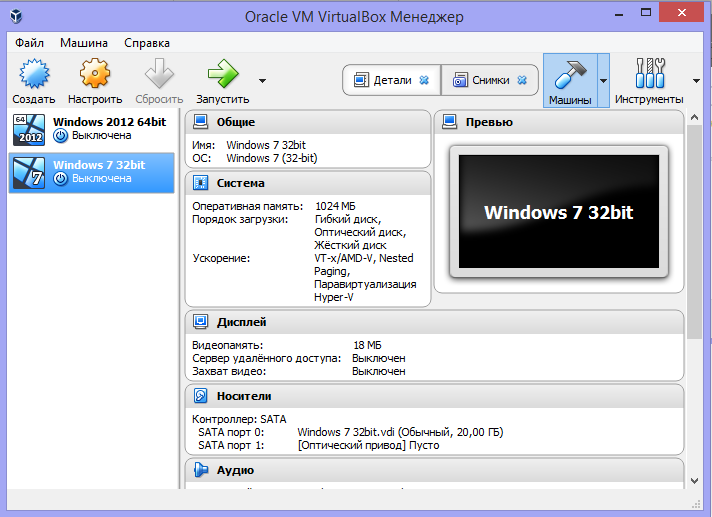 Oracle VM VirtualBox Менеджер
Файл Машина Справка
Создать Настроить Сбросить Запустить Детали Снимки Машины Инструменты
64
2012
Windows 2012 64bit
Выключена
7
Windows 7 32bit
Выключена
Общие
Имя: Windows 7 32bit
ОС: Windows 7 (32-bit)
Превью
Windows 7 32bit
Система
Оперативная память: 1024 МБ
Порядок загрузки: Гибкий диск,
Оптический диск,
Жёсткий диск
Ускорение: VT-x/AMD-V, Nested
Paging,
Паравиртуализация
Hyper-V
Дисплей
Видеопамять: 18 МБ
Сервер удалённого доступа: Выключен
Захват видео: Выключен
Носители
Контроллер: SATA
SATA порт 0: Windows 7 32bit.vdi (Обычный, 20,00 ГБ)
SATA порт 1: [Оптический привод] Пусто
Аудио